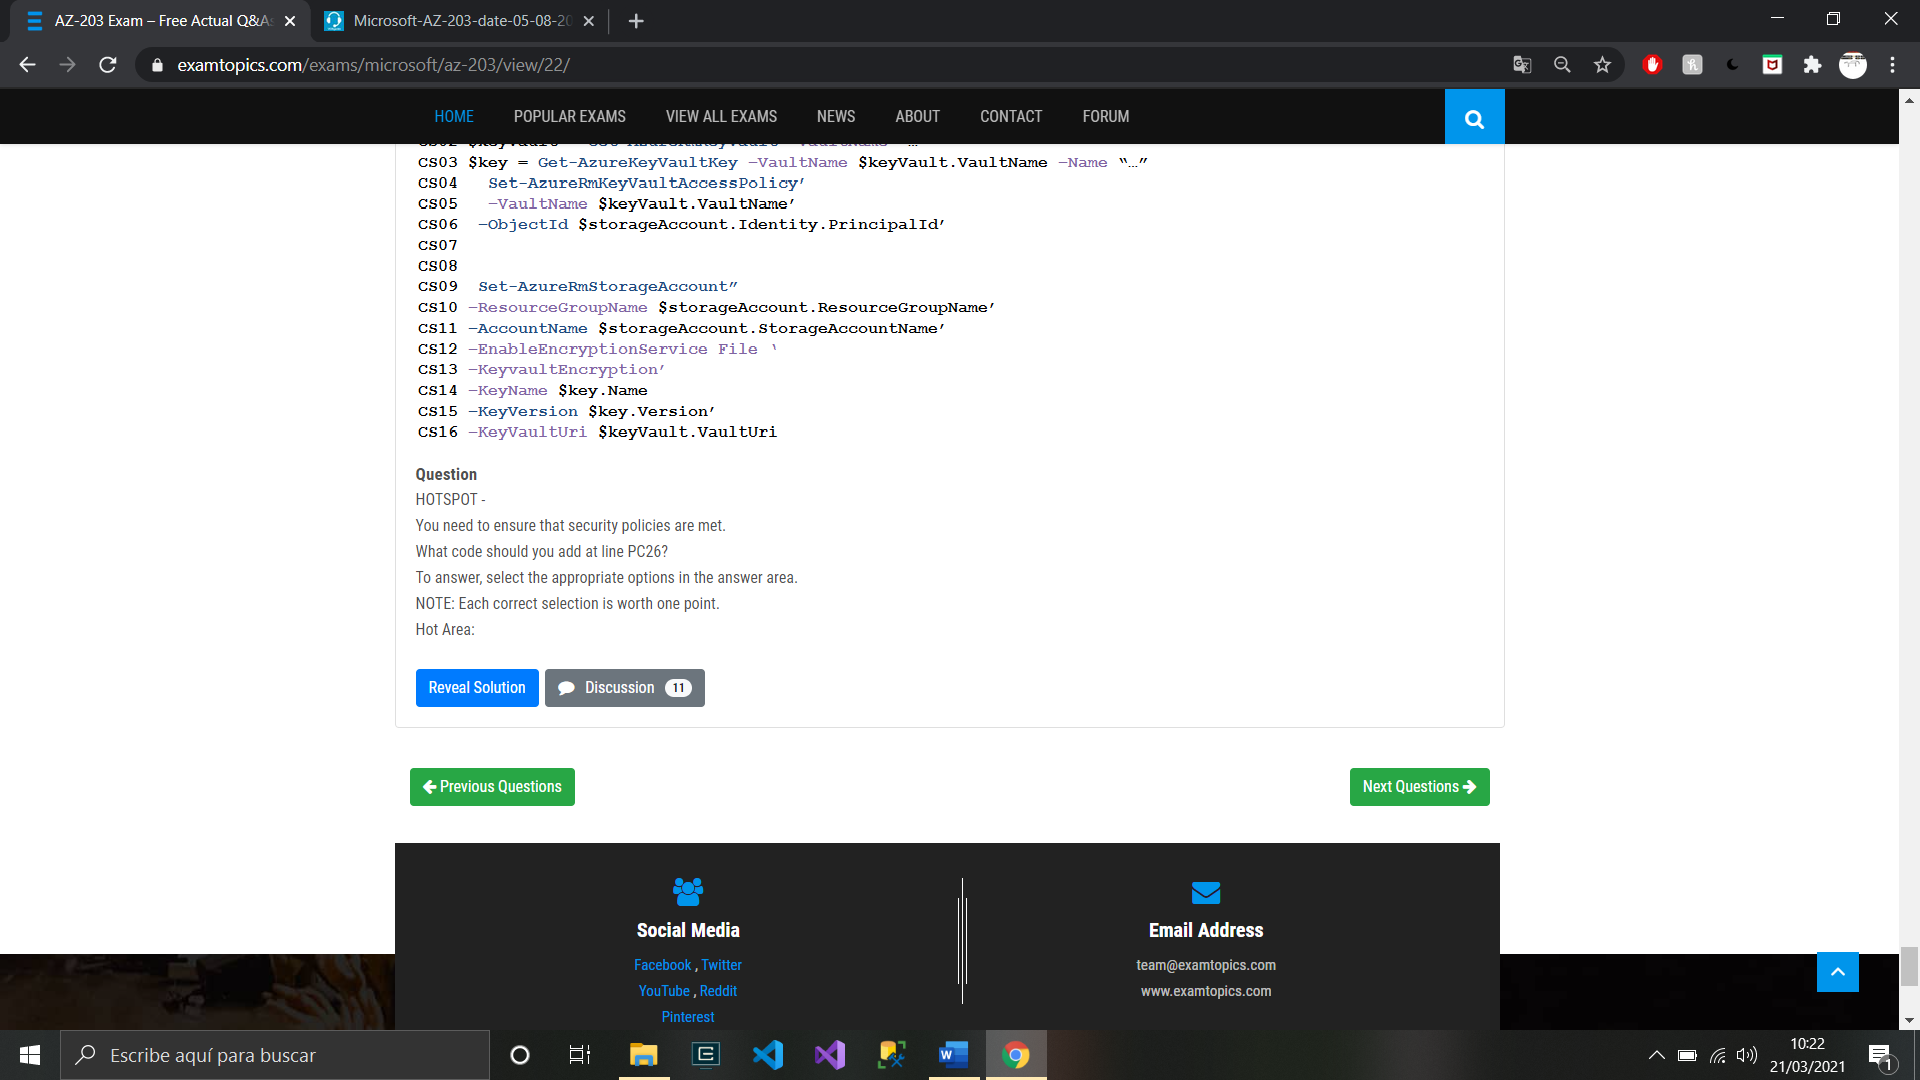 AZ-203 Exam – Free Actual Q&As
Microsoft-AZ-203-date-05-08-20
examtopics.com/exams/microsoft/az-203/view/22/
HOME POPULAR EXAMS VIEW ALL EXAMS NEWS ABOUT CONTACT FORUM
CS03 $key = Get-AzureKeyVaultKey –VaultName $keyVault.VaultName –Name “…”
CS04 Set-AzureRmKeyVaultAccessPolicy’
CS05 –VaultName $keyVault.VaultName’
CS06 –ObjectId $storageAccount.Identity.PrincipalId’
CS07
CS08
CS09 Set-AzureRmStorageAccount”
CS10 –ResourceGroupName $storageAccount.ResourceGroupName’
CS11 –AccountName $storageAccount.StorageAccountName’
CS12 –EnableEncryptionService File ‘
CS13 –KeyvaultEncryption’
CS14 –KeyName $key.Name
CS15 –KeyVersion $key.Version’
CS16 –KeyVaultUri $keyVault.VaultUri
Question
HOTSPOT -
You need to ensure that security policies are met.
What code should you add at line PC26?
To answer, select the appropriate options in the answer area.
NOTE: Each correct selection is worth one point.
Hot Area:
Reveal Solution Discussion 11
Previous Questions Next Questions
Social Media Email Address
Facebook , Twitter team@examtopics.com
YouTube , Reddit www.examtopics.com
Pinterest
Escribe aquí para buscar
10:22
21/03/2021
1